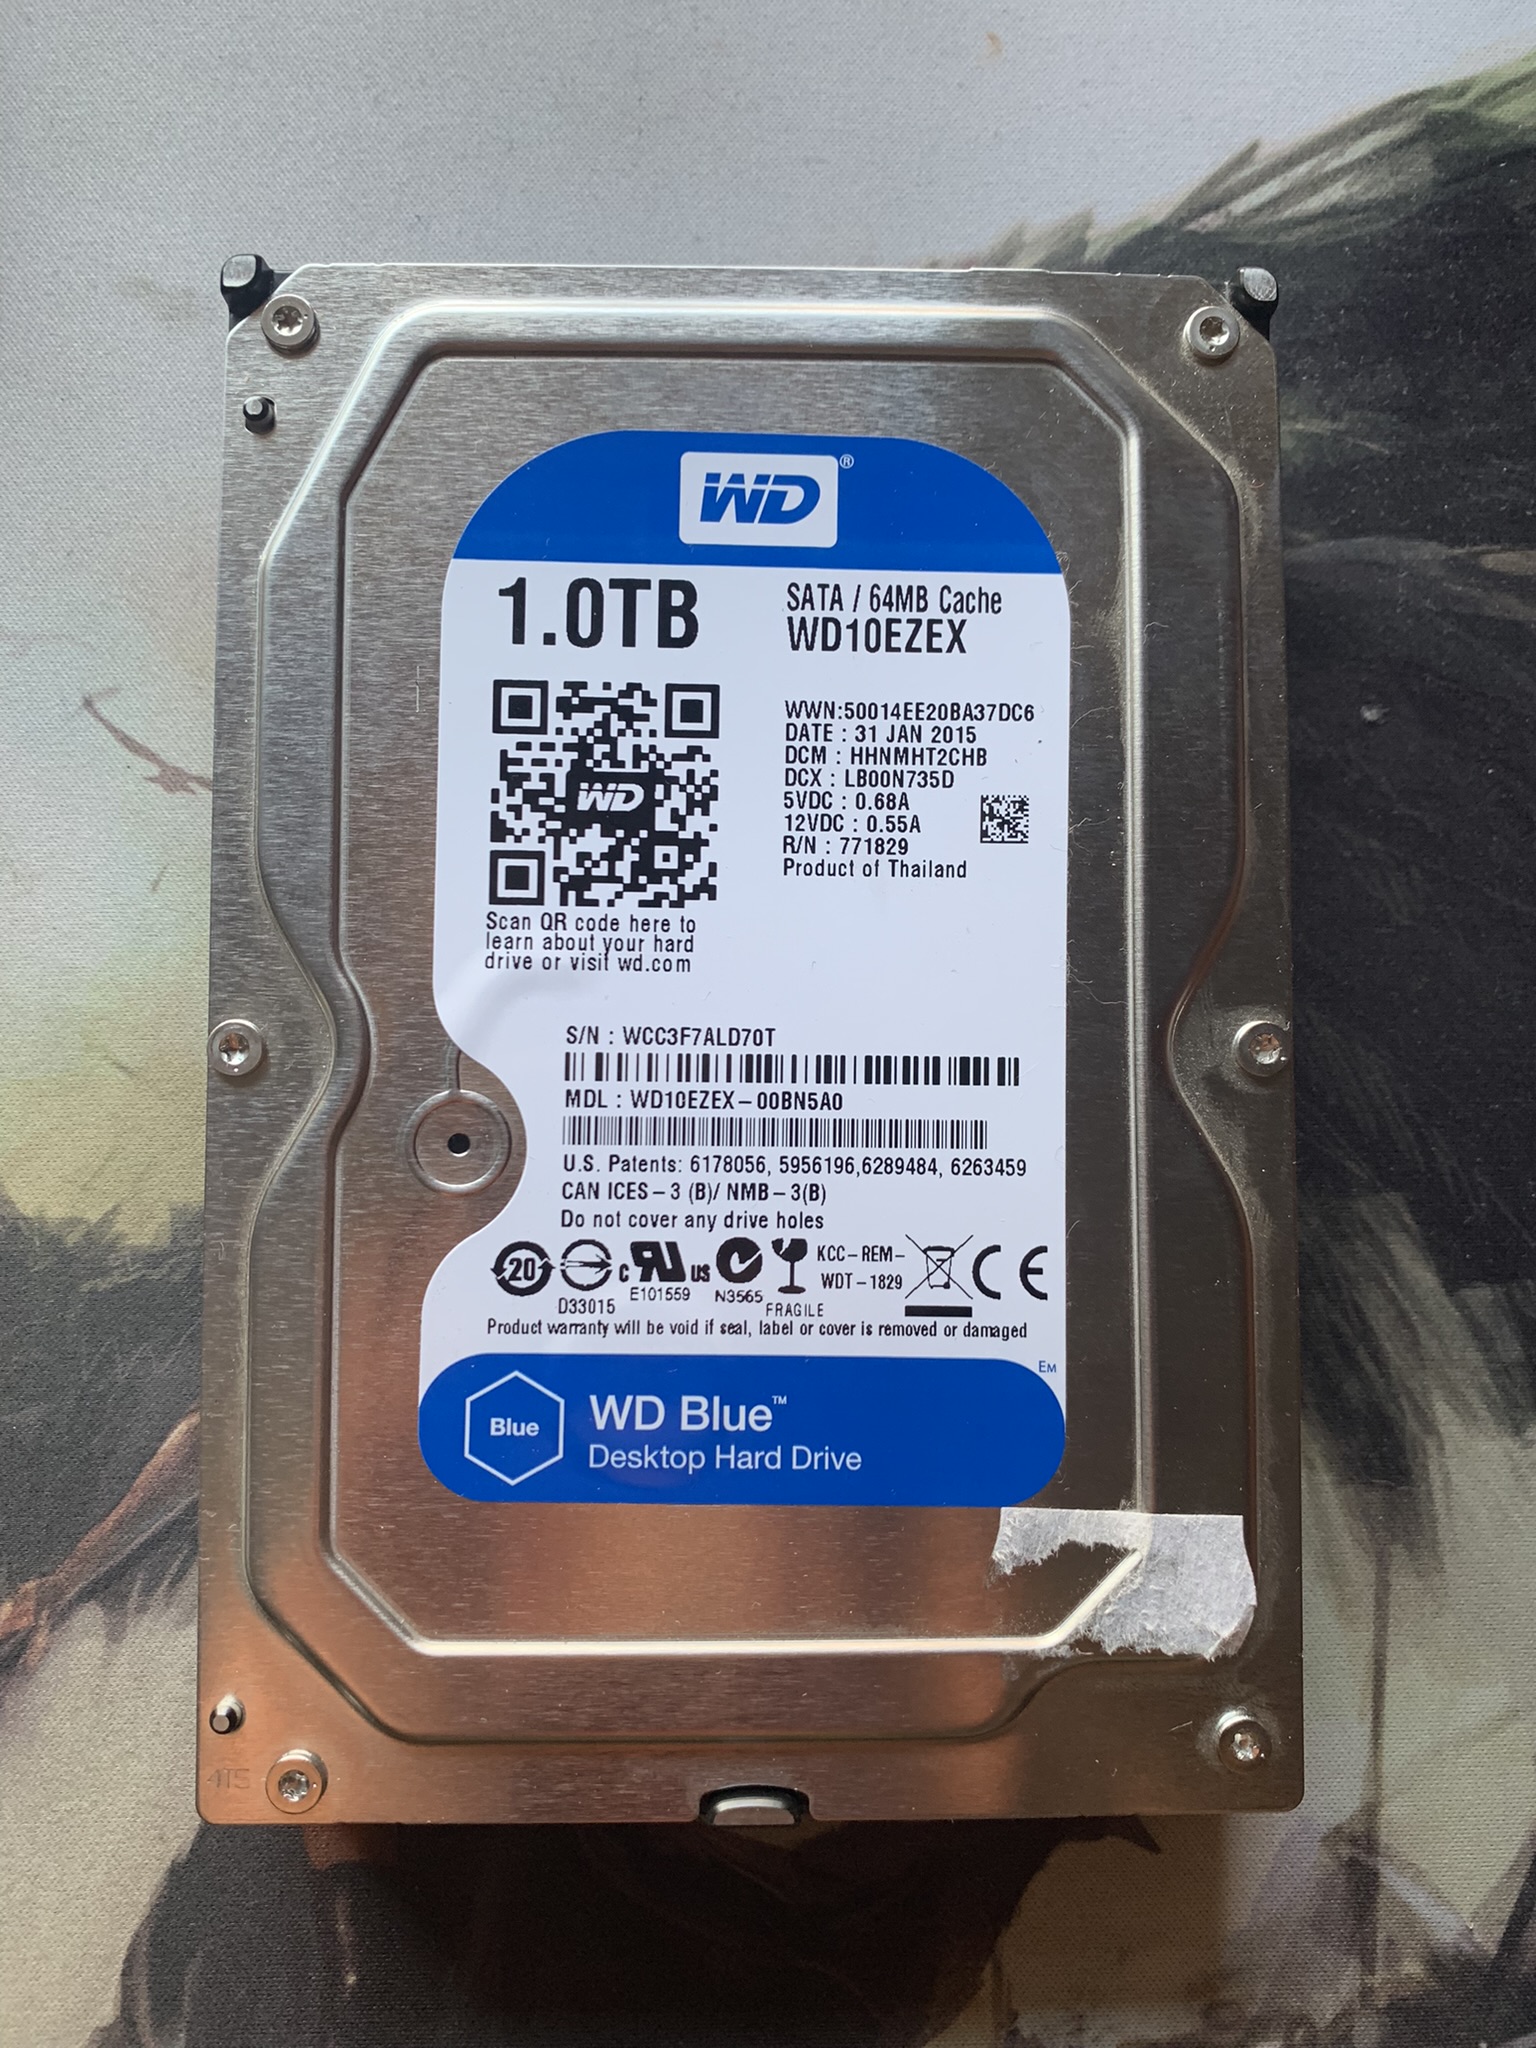 WD®
1.0TB
SATA / 64MB Cache
WD10EZEX
WWN:50014EE20BA37DC6
DATE : 31 JAN 2015
DCM : HHNMHT2CHB
DCX : LB00N735D
5VDC : 0.68A
12VDC : 0.55A
R/N : 771829
Product of Thailand
WD
Scan QR code here to
learn about your hard
drive or visit wd.com
S/N : WCC3F7ALD70T
MDL : WD10EZEX-00BN5A0
U.S. Patents: 6178056, 5956196,6289484, 6263459
CAN ICES-3 (B)/ NMB-3(B)
Do not cover any drive holes
20
D33015
c RU us
E101559
N3565
FRAGILE
KCC-REM-
WDT-1829
CE
Product warranty will be void if seal, label or cover is removed or damaged
EM
Blue
WD Blue™
Desktop Hard Drive
4T5